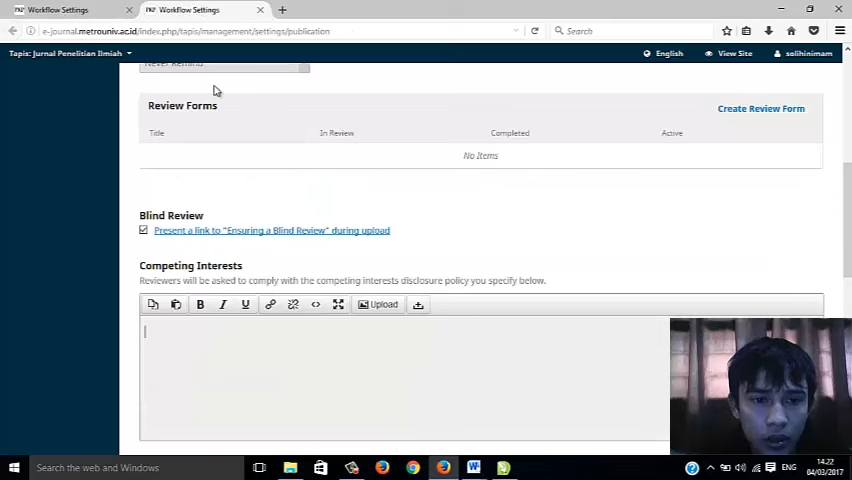 Workflow Settings
Workflow Settings
e-journal.metrouniv.ac.id/index.php/tapis/management/settings/publication
Search
Tapis: Jurnal Penelitian Ilmiah
English
View Site
solihinimam
Never Remind
Review Forms
Create Review Form
Title
In Review
Completed
Active
No Items
Blind Review
Present a link to "Ensuring a Blind Review" during upload
Competing Interests
Reviewers will be asked to comply with the competing interests disclosure policy you specify below.
B I U
Upload
Search the web and Windows
ENG
14.22
04/03/2017